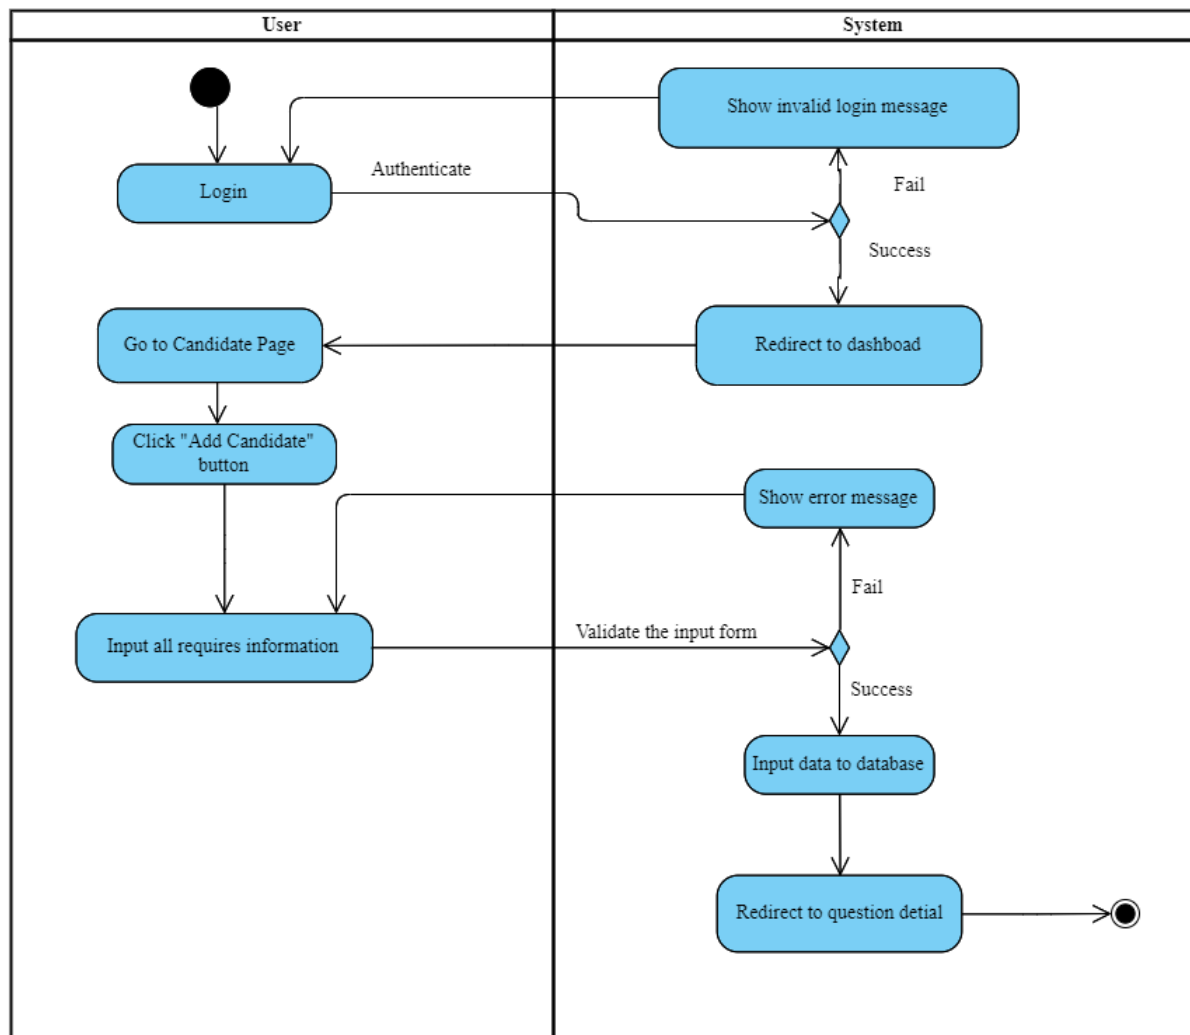 User
System
Show invalid login message
Login
Authenticate
Fail
Success
Go to Candidate Page
Redirect to dashboad
Click "Add Candidate"
button
Show error message
Fail
Input all requires information
Validate the input form
Success
Input data to database
Redirect to question detial